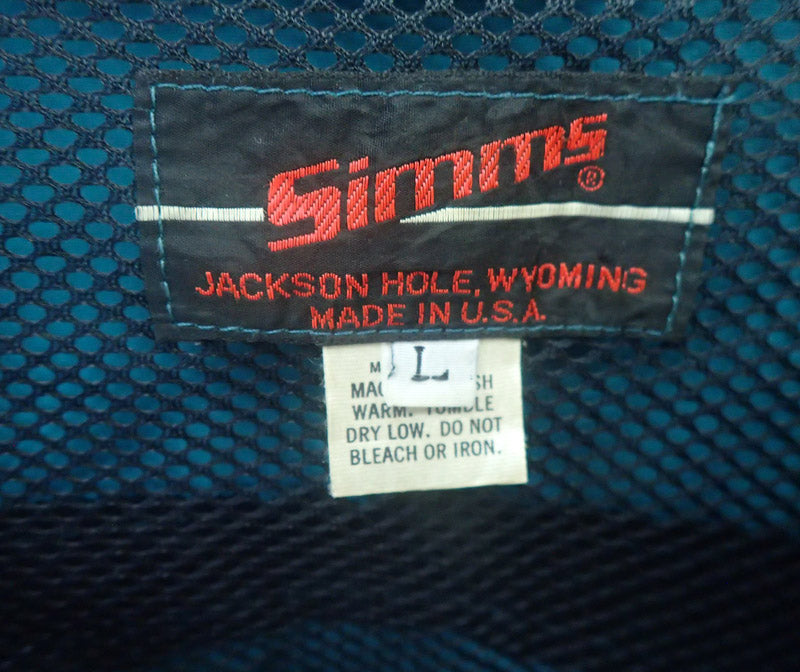 Simms®
JACKSON HOLE, WYOMING
MADE IN U.S.A.
L
WARM. TUMBLE
DRY LOW. DO NOT
BLEACH OR IRON.